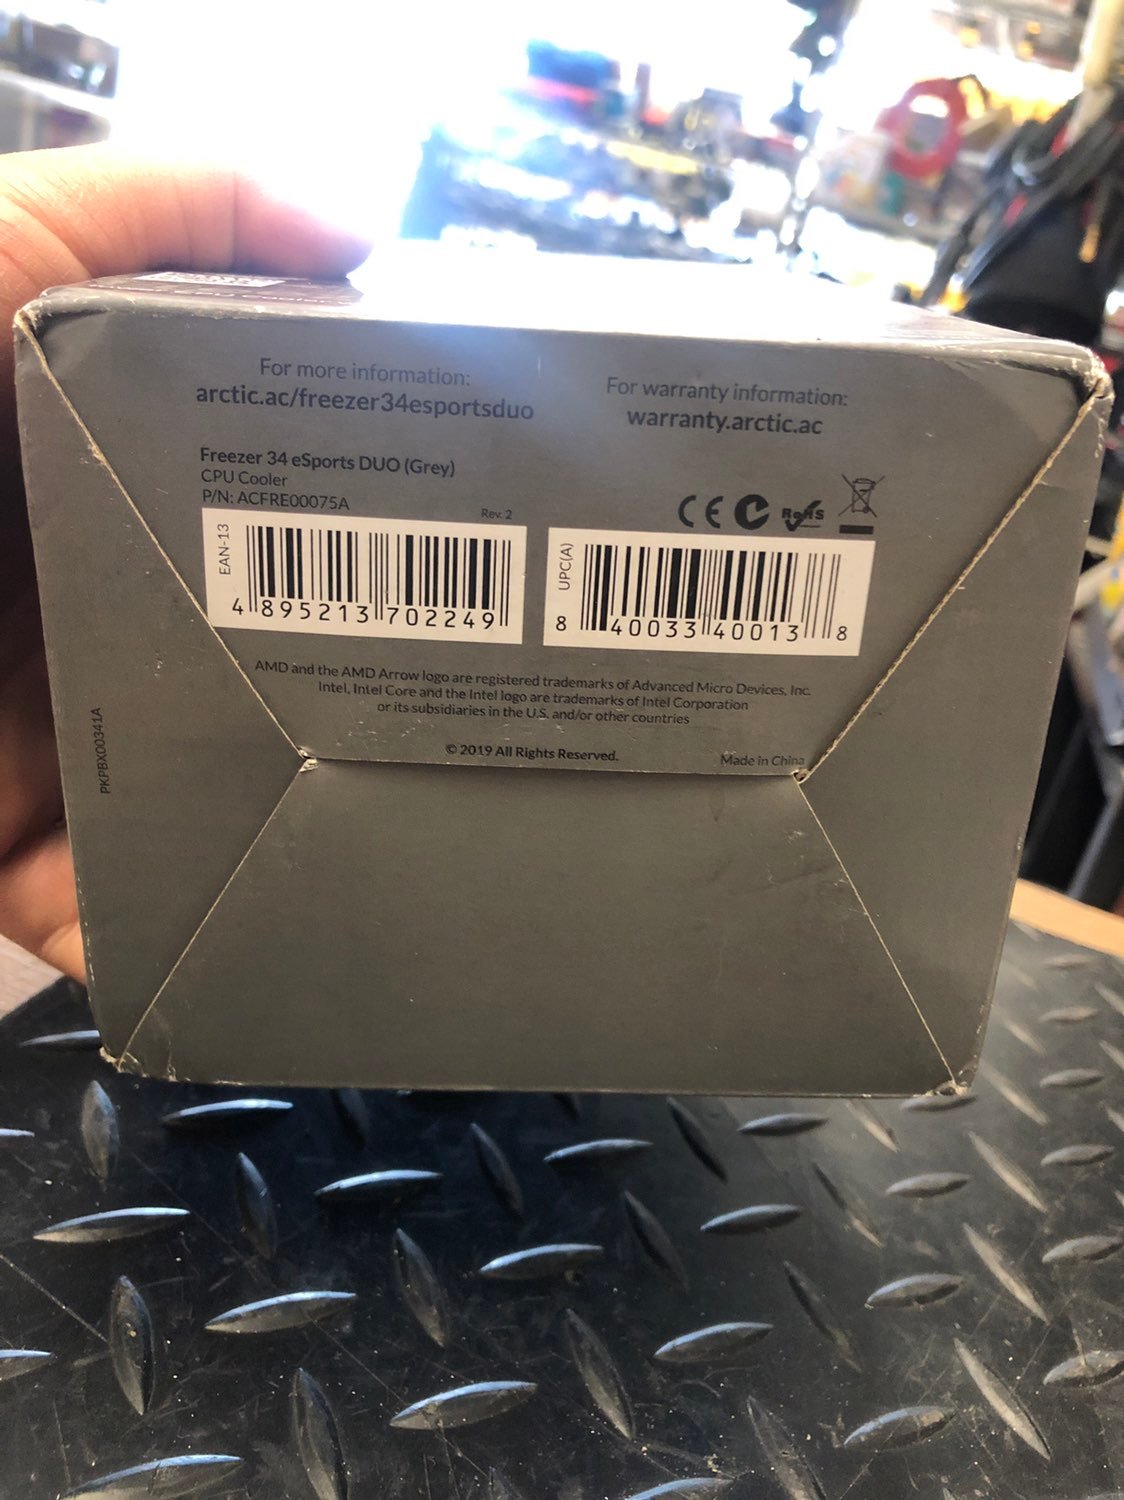 For more information:
arctic.ac/freezer34esportsduo
For warranty information:
warranty.arctic.ac
Freezer 34 eSports DUO (Grey)
CPU Cooler
P/N: ACFRE00075A
Rev. 2
CE
RoHS
EAN-13
4 895213 702249
UPC(A)
8 40033 40013 8
AMD and the AMD Arrow logo are registered trademarks of Advanced Micro Devices, Inc.
Intel, Intel Core and the Intel logo are trademarks of Intel Corporation
or its subsidiaries in the U.S. and/or other countries
© 2019 All Rights Reserved.
Made in China
PKPBX00341A